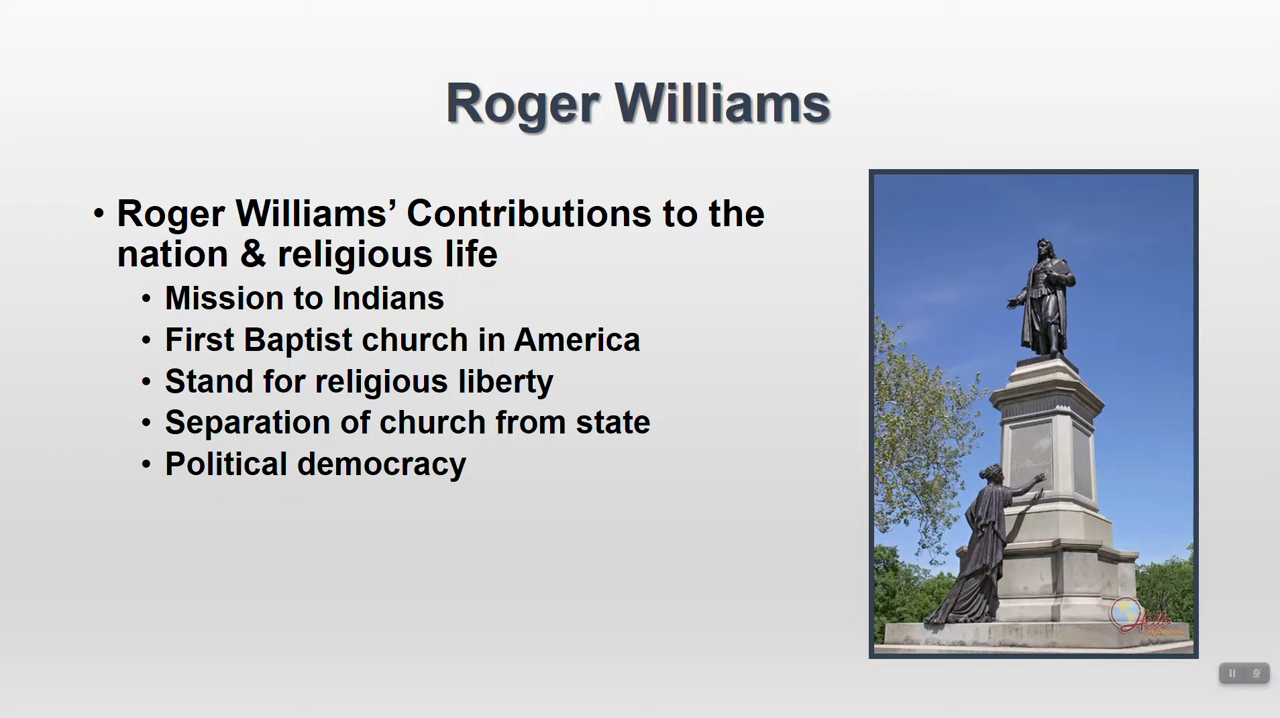 Roger Williams
• Roger Williams’ Contributions to the
nation & religious life
• Mission to Indians
• First Baptist church in America
• Stand for religious liberty
• Separation of church from state
• Political democracy
Hello